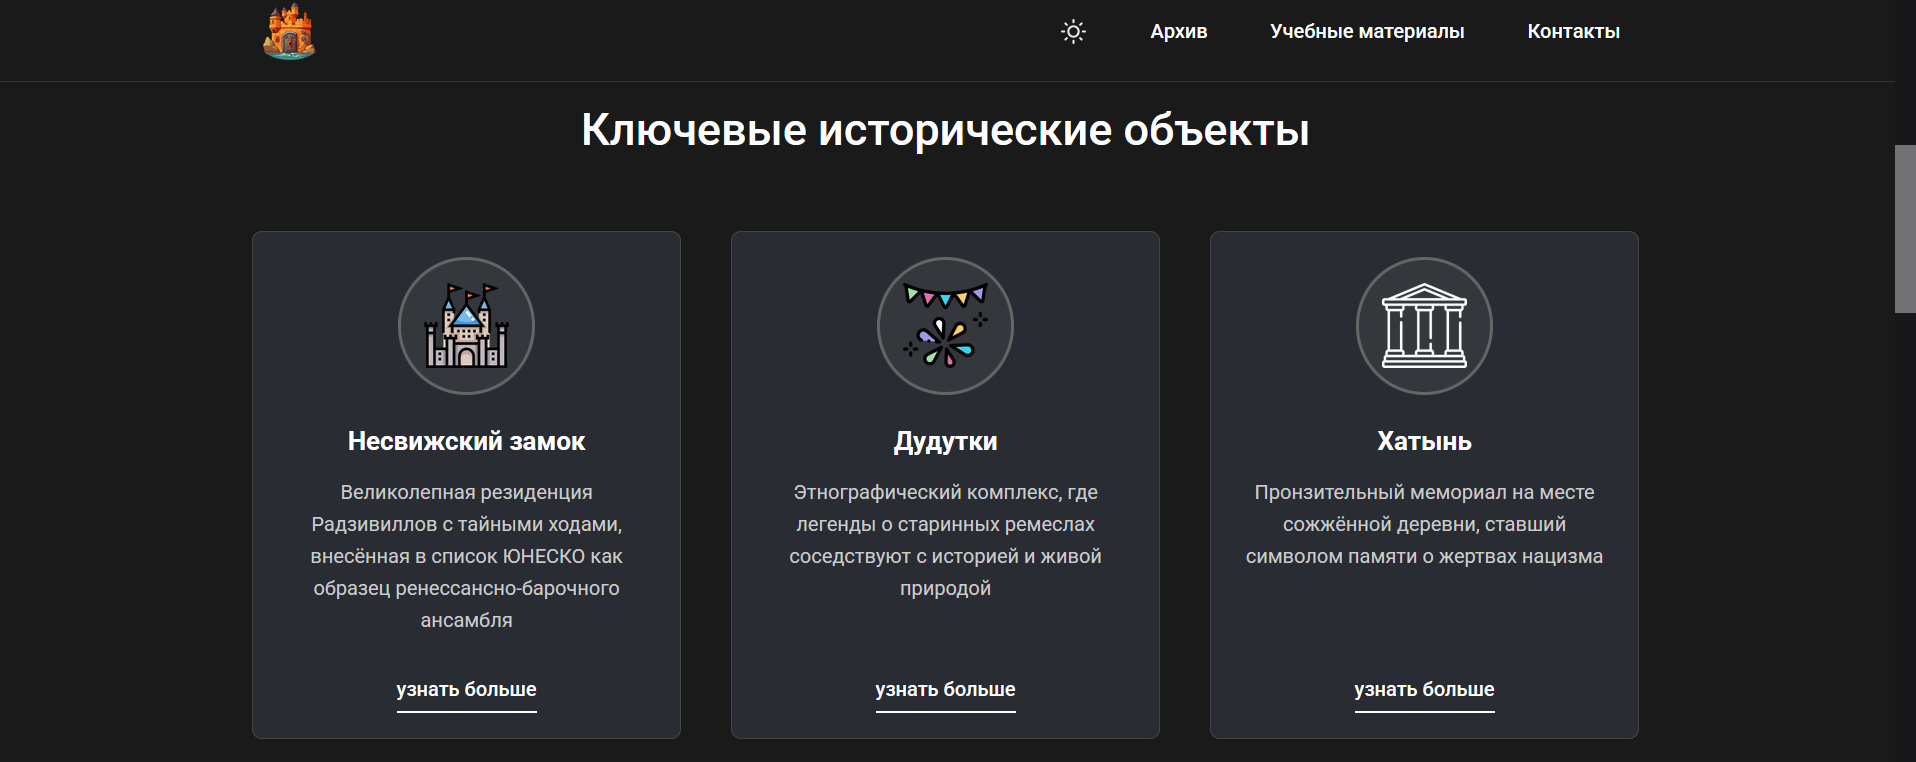 Архив
Учебные материалы
Контакты
Ключевые исторические объекты
Несвижский замок
Великолепная резиденция
Радзивиллов с тайными ходами,
внесённая в список ЮНЕСКО как
образец ренессансно-барочного
ансамбля
узнать больше
Дудутки
Этнографический комплекс, где
легенды о старинных ремеслах
соседствуют с историей и живой
природой
узнать больше
Хатынь
Пронзительный мемориал на месте
сожжённой деревни, ставший
символом памяти о жертвах нацизма
узнать больше